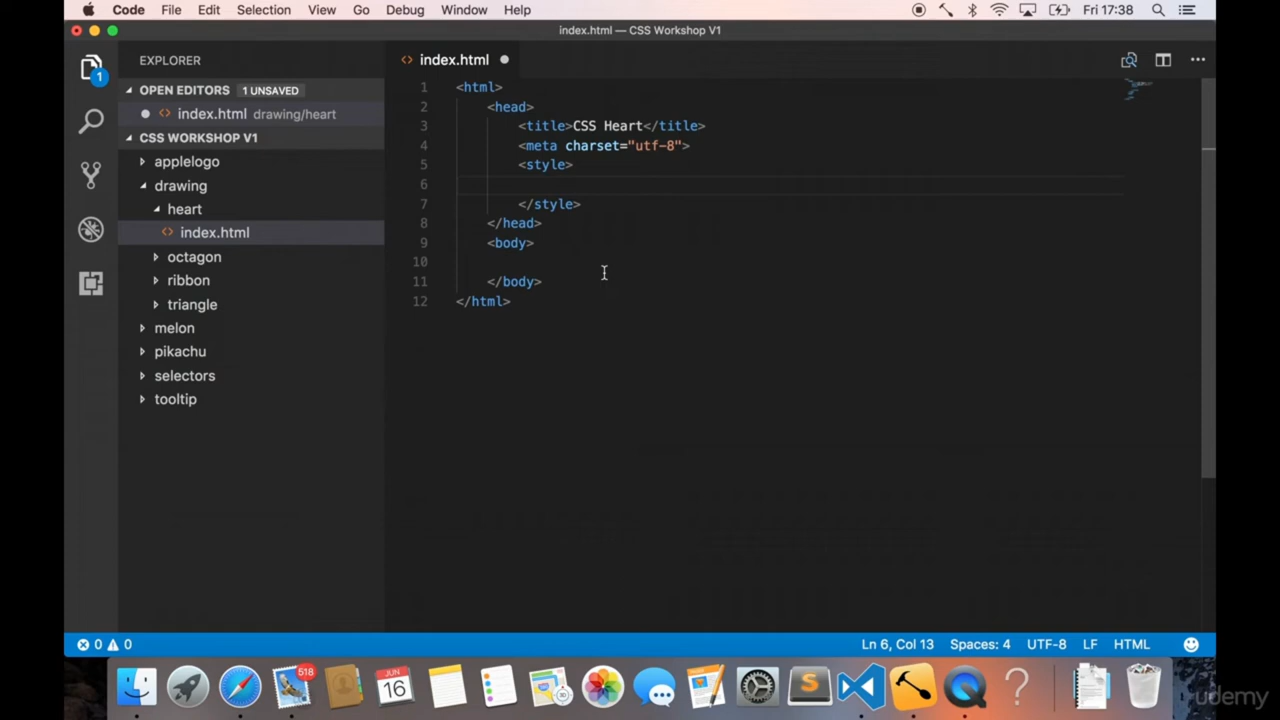 Code File Edit Selection View Go Debug Window Help Fri 17:38
index.html — CSS Workshop V1
EXPLORER
OPEN EDITORS 1 UNSAVED
index.html drawing/heart
CSS WORKSHOP V1
applelogo
drawing
heart
index.html
octagon
ribbon
triangle
melon
pikachu
selectors
tooltip
1
index.html
1 <html>
2 <head>
3 <title>CSS Heart</title>
4 <meta charset="utf-8">
5 <style>
6
7 </style>
8 </head>
9 <body>
10
11 </body>
12 </html>
0 0 Ln 6, Col 13 Spaces: 4 UTF-8 LF HTML
518
JUN
16
S
?
udemy